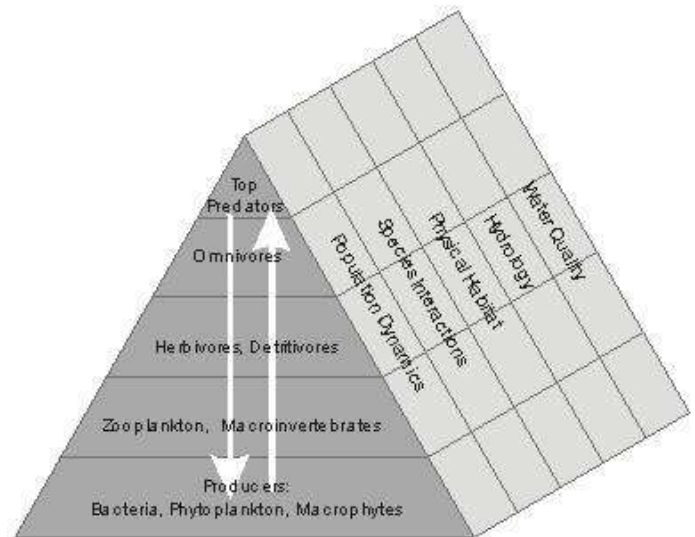 Top
Predators
Omnivores
Herbivores, Detritivores
Zooplankton, Macroinvertebrates
Producers:
Bacteria, Phytoplankton, Macrophytes
Population Dynamics
Species Interactions
Physical Habitat
Hydrology
Water Quality